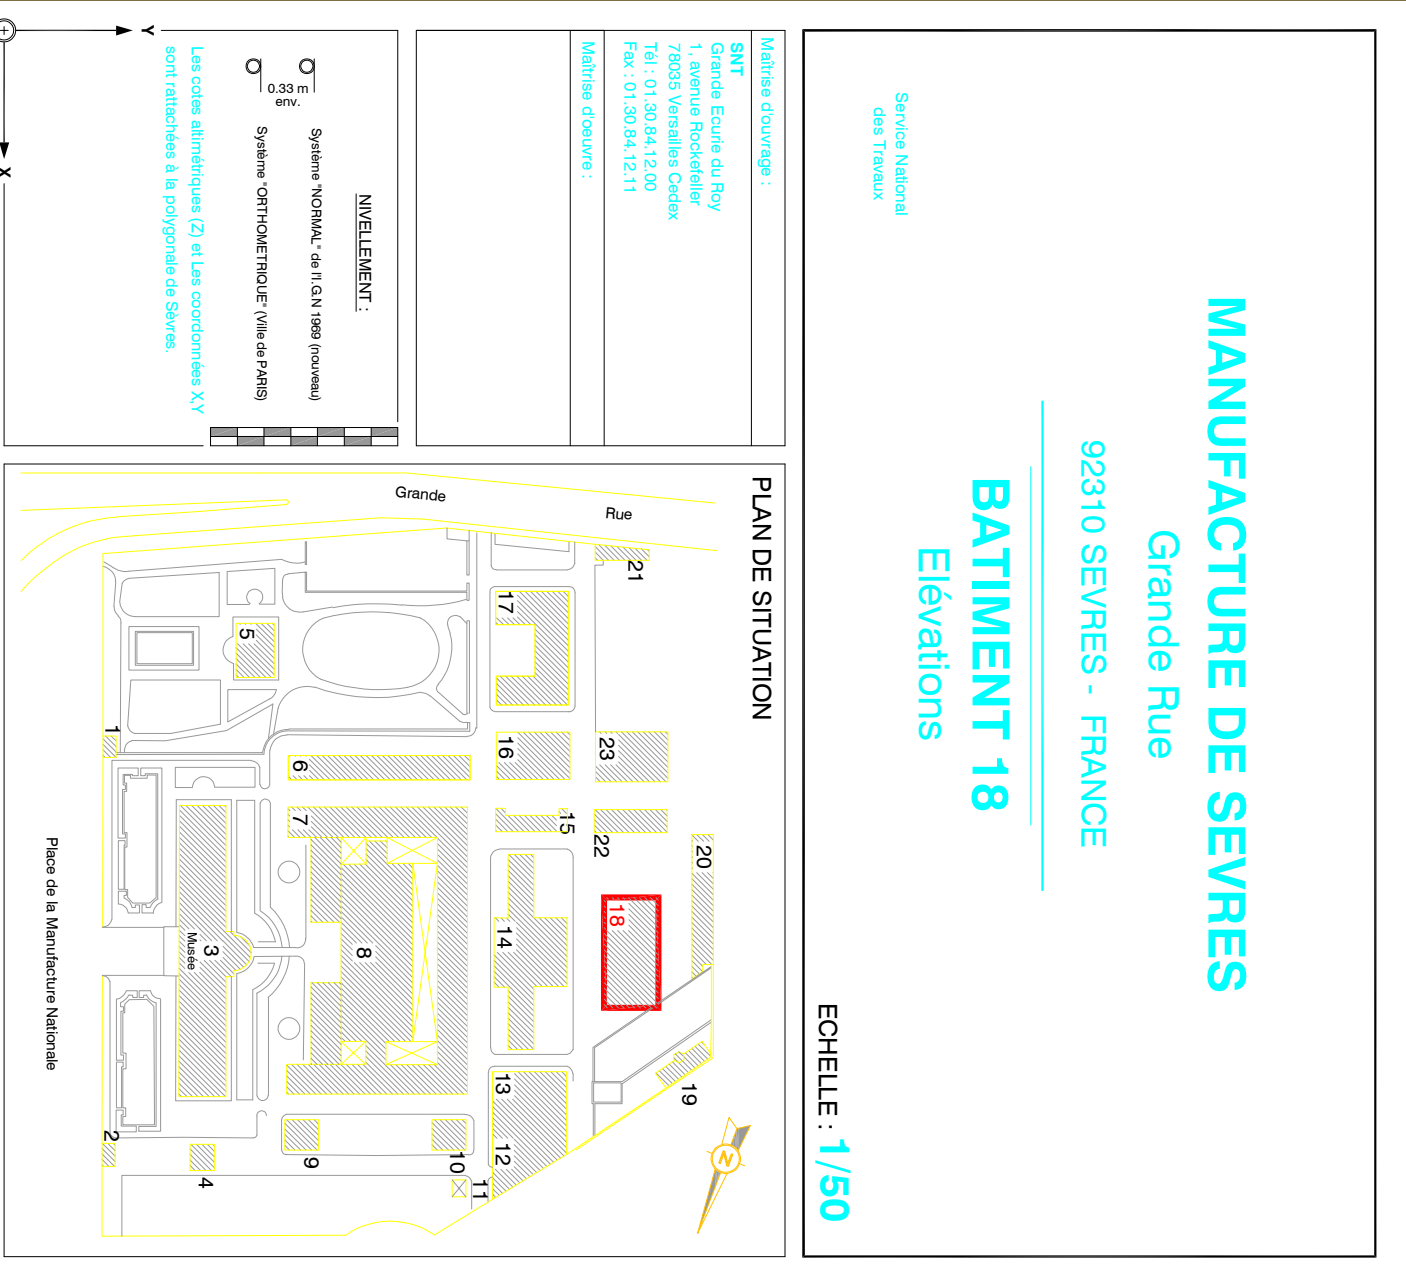 MANUFACTURE DE SEVRES
Grande Rue
92310 SEVRES - FRANCE
BATIMENT 18
Elévations
Service National
des Travaux
ECHELLE : 1/50
Maîtrise d'ouvrage :
SNT
Grande Ecurie du Roy
1, avenue Rockefeller
78035 Versailles Cedex
Tél : 01.30.84.12.00
Fax : 01.30.84.12.11
Maîtrise d'oeuvre :
NIVELLEMENT :
Système "NORMAL" de l'I.G.N 1969 (nouveau)
0.33 m
env.
Système "ORTHOMETRIQUE" (Ville de PARIS)
Les cotes altimétriques (Z) et Les coordonnées X,Y
sont rattachées à la polygonale de Sèvres.
Y
X
PLAN DE SITUATION
Grande
Rue
21
17
5
1
16
23
6
7
15
22
20
18
14
8
3
Musée
Place de la Manufacture Nationale
13
12
19
N
2
4
9
10
11